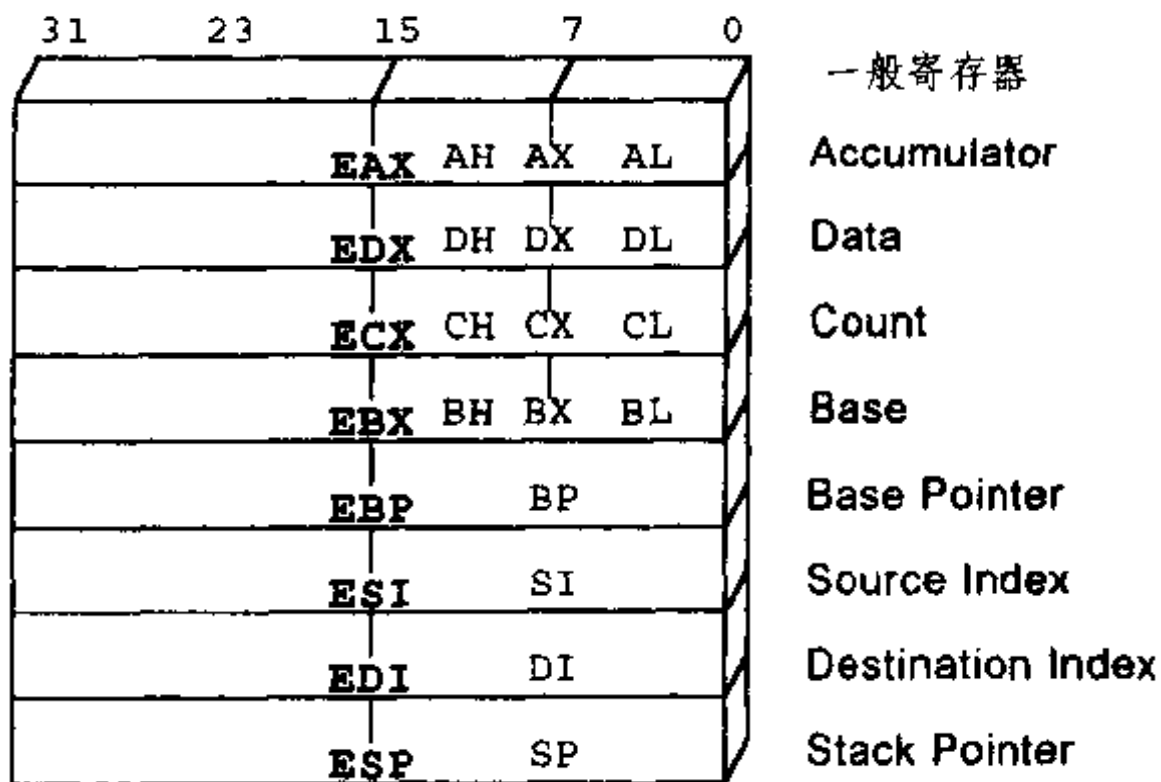 31 23 15 7 0
一般寄存器
EAX AH AX AL Accumulator
EDX DH DX DL Data
ECX CH CX CL Count
EBX BH BX BL Base
EBP BP Base Pointer
ESI SI Source Index
EDI DI Destination Index
ESP SP Stack Pointer